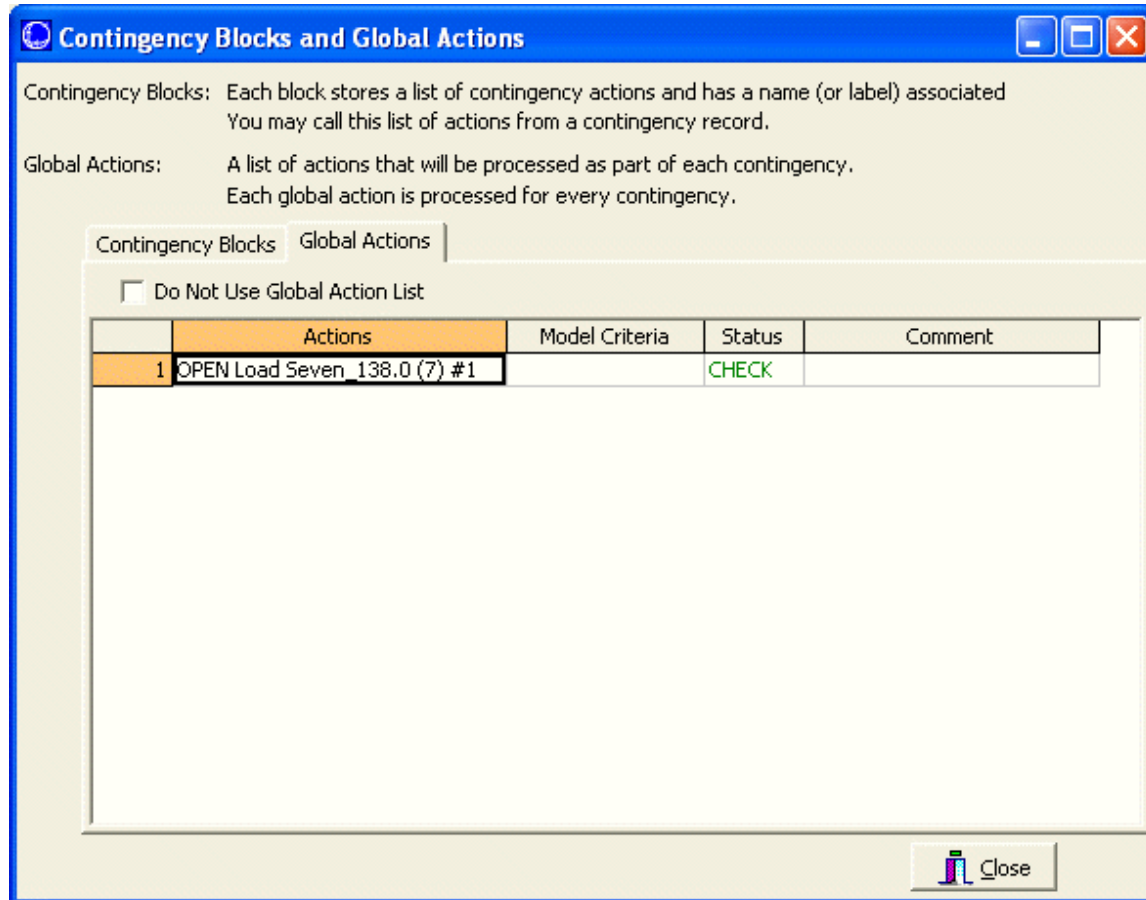 Contingency Blocks and Global Actions
Contingency Blocks: Each block stores a list of contingency actions and has a name (or label) associated
You may call this list of actions from a contingency record.
Global Actions: A list of actions that will be processed as part of each contingency.
Each global action is processed for every contingency.
Contingency Blocks Global Actions
Do Not Use Global Action List
Actions Model Criteria Status Comment
1 OPEN Load Seven_138.0 (7) #1 CHECK
Close